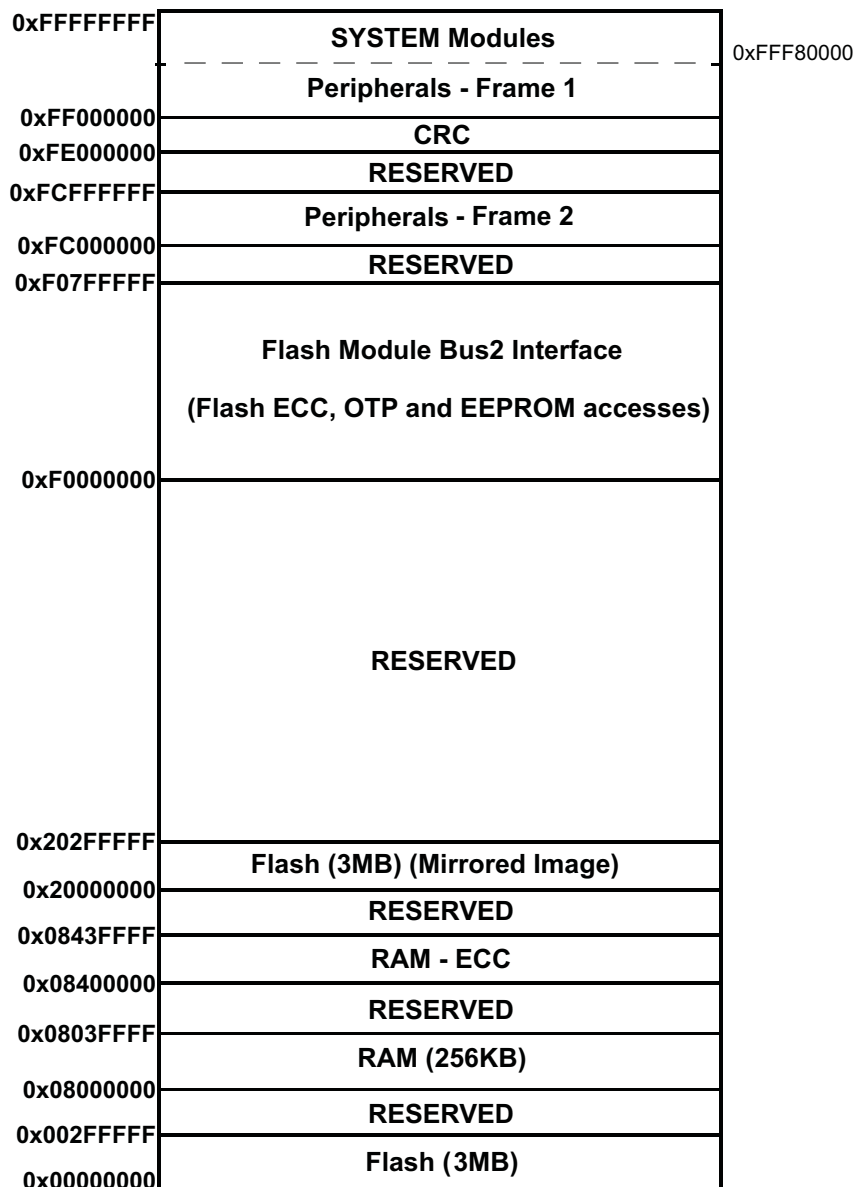 0xFFFFFFFF
SYSTEM Modules
0xFFF80000
Peripherals - Frame 1
0xFF000000
CRC
0xFE000000
RESERVED
0xFCFFFFFF
Peripherals - Frame 2
0xFC000000
RESERVED
0xF07FFFFF
Flash Module Bus2 Interface
(Flash ECC, OTP and EEPROM accesses)
0xF0000000
RESERVED
0x202FFFFF
Flash (3MB) (Mirrored Image)
0x20000000
RESERVED
0x0843FFFF
RAM - ECC
0x08400000
RESERVED
0x0803FFFF
RAM (256KB)
0x08000000
RESERVED
0x002FFFFF
Flash (3MB)
0x00000000